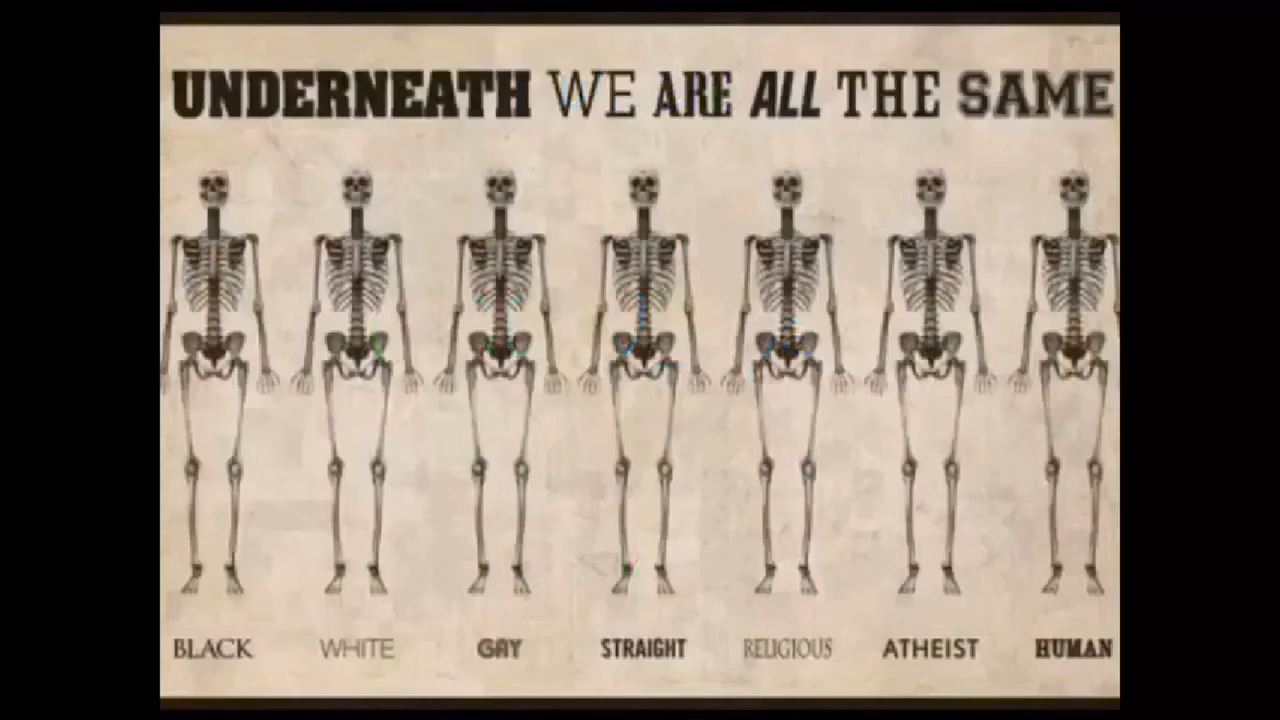 UNDERNEATH WE ARE ALL THE SAME
BLACK WHITE GAY STRAIGHT RELIGIOUS ATHEIST HUMAN